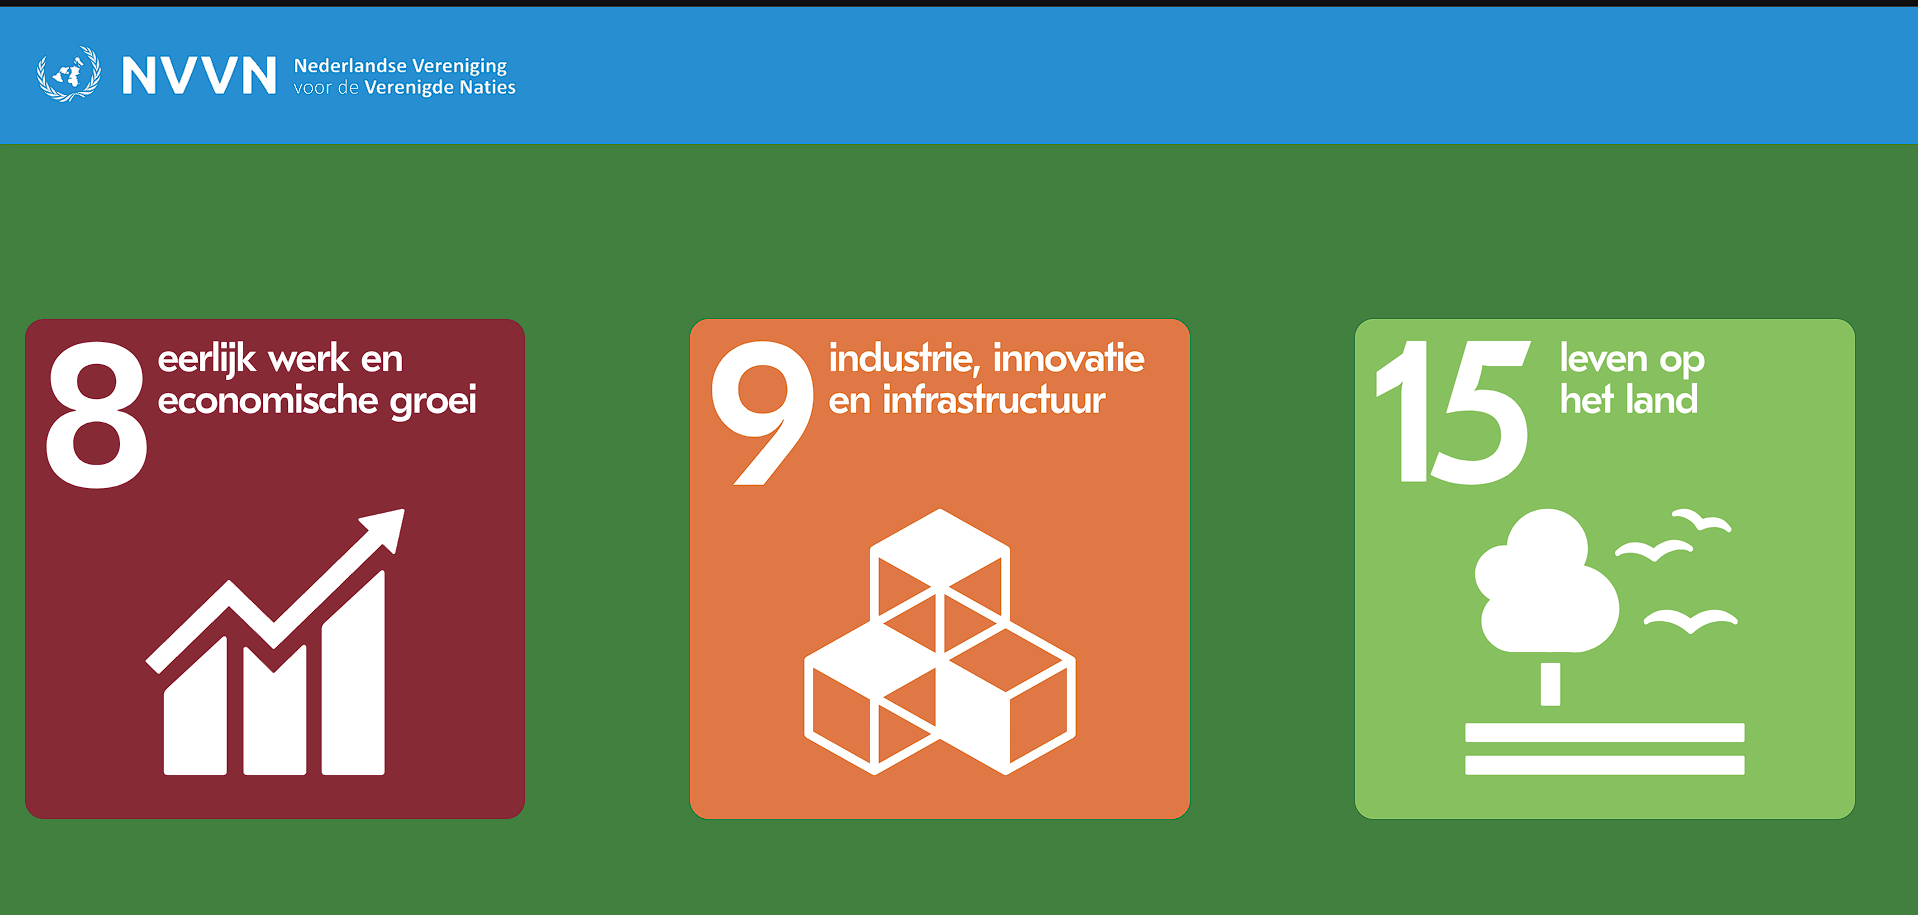 NVVN
Nederlandse Vereniging
voor de Verenigde Naties
8
eerlijk werk en
economische groei
9
industrie, innovatie
en infrastructuur
15
leven op
het land